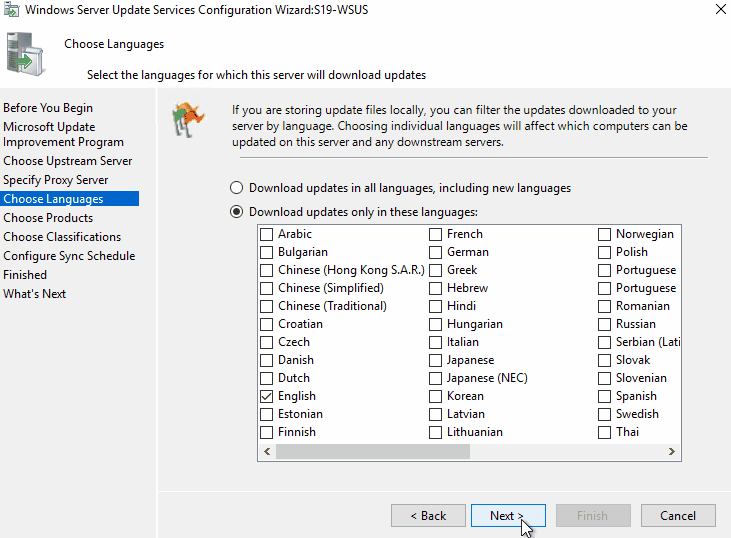 Windows Server Update Services Configuration Wizard:S19-WSUS
Choose Languages
Select the languages for which this server will download updates
Before You Begin
Microsoft Update
Improvement Program
Choose Upstream Server
Specify Proxy Server
Choose Languages
Choose Products
Choose Classifications
Configure Sync Schedule
Finished
What's Next
If you are storing update files locally, you can filter the updates downloaded to your
server by language. Choosing individual languages will affect which computers can be
updated on this server and any downstream servers.
Download updates in all languages, including new languages
Download updates only in these languages:
Arabic
Bulgarian
Chinese (Hong Kong S.A.R.)
Chinese (Simplified)
Chinese (Traditional)
Croatian
Czech
Danish
Dutch
English
Estonian
Finnish
French
German
Greek
Hebrew
Hindi
Hungarian
Italian
Japanese
Japanese (NEC)
Korean
Latvian
Lithuanian
Norwegian
Polish
Portuguese
Portuguese
Romanian
Russian
Serbian (Lati
Slovak
Slovenian
Spanish
Swedish
Thai
< Back
Next >
Finish
Cancel